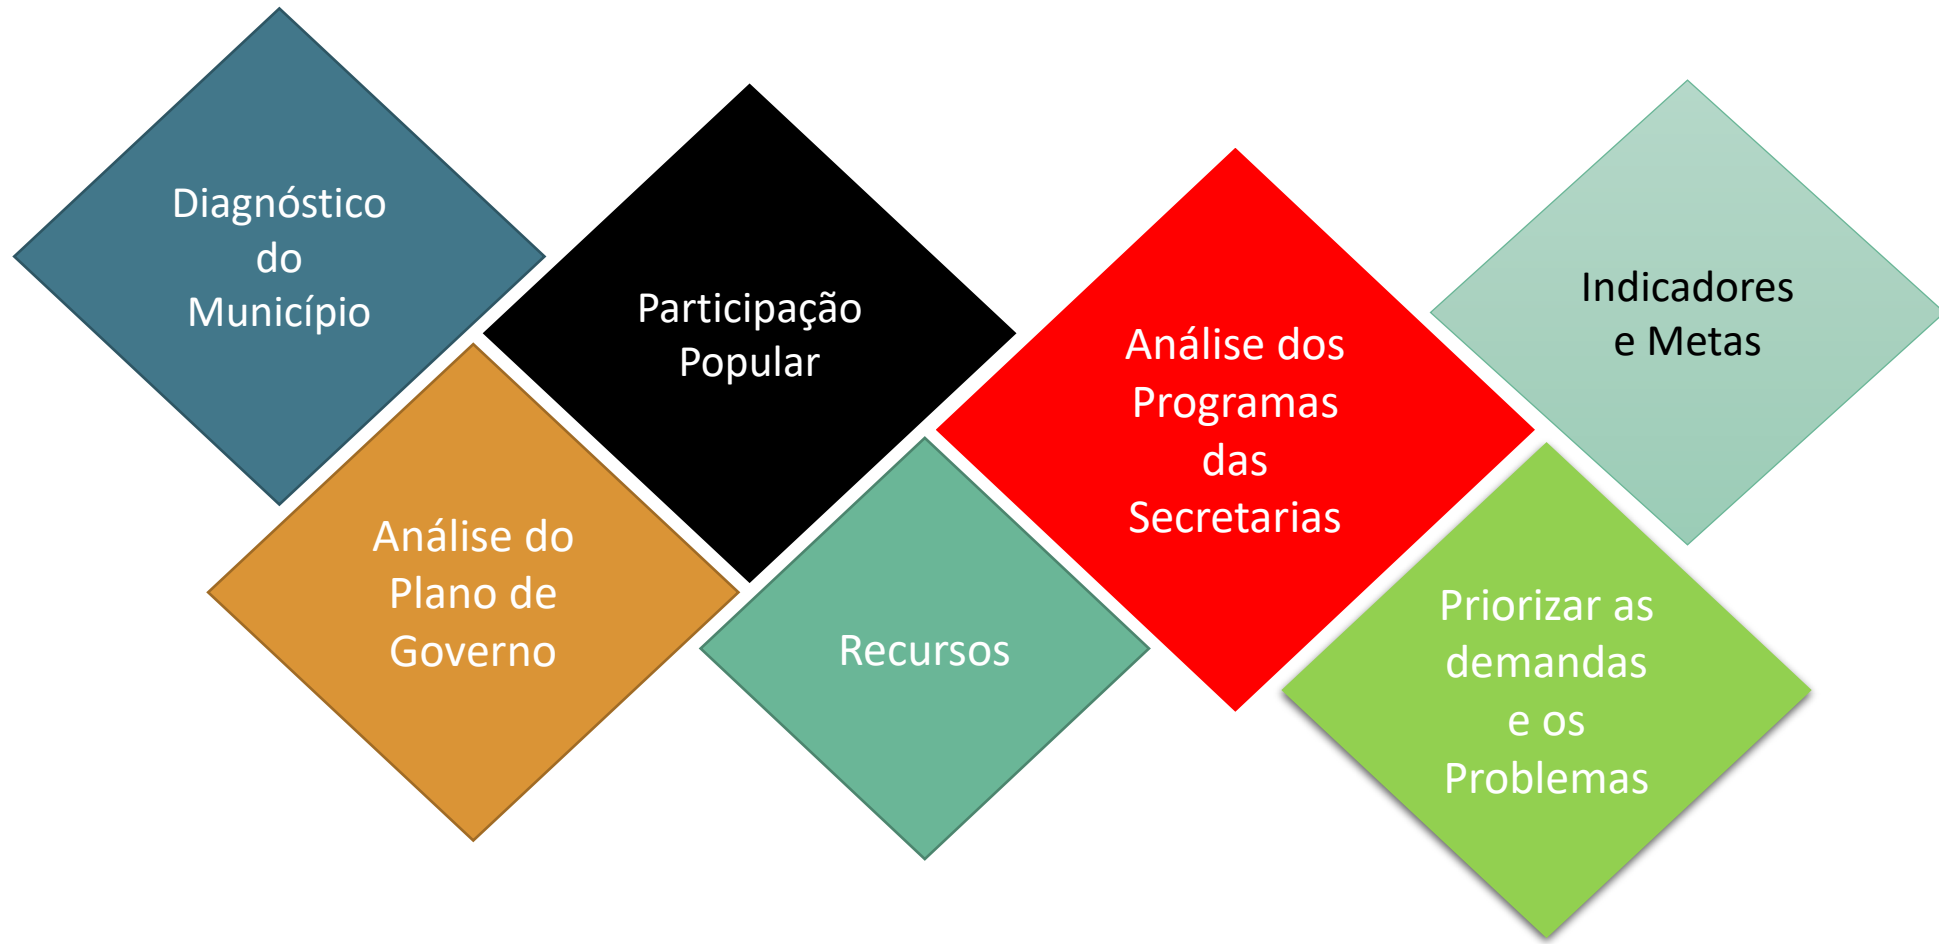 Diagnóstico
do
Município
Análise do
Plano de
Governo
Participação
Popular
Recursos
Análise dos
Programas
das
Secretarias
Priorizar as
demandas
e os
Problemas
Indicadores
e Metas